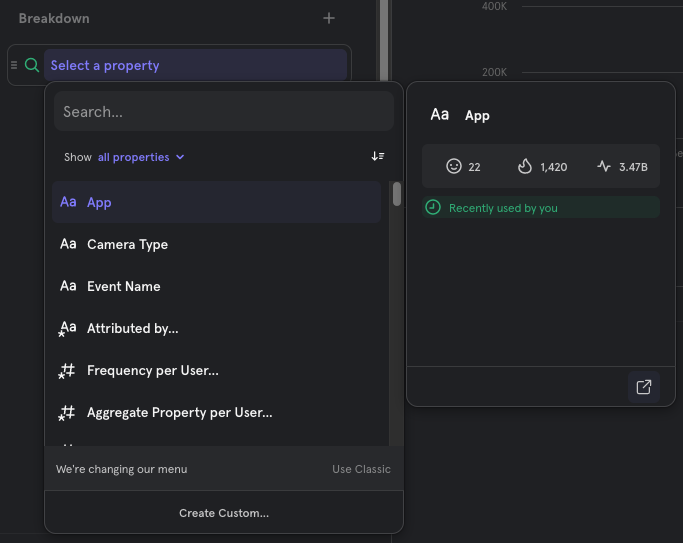 Breakdown
Select a property
Search...
Show all properties
Aa App
Aa Camera Type
Aa Event Name
Aa Attributed by...
Frequency per User...
Aggregate Property per User...
We're changing our menu Use Classic
Create Custom...
400K
200K
Aa App
22 1,420 3.47B
Recently used by you